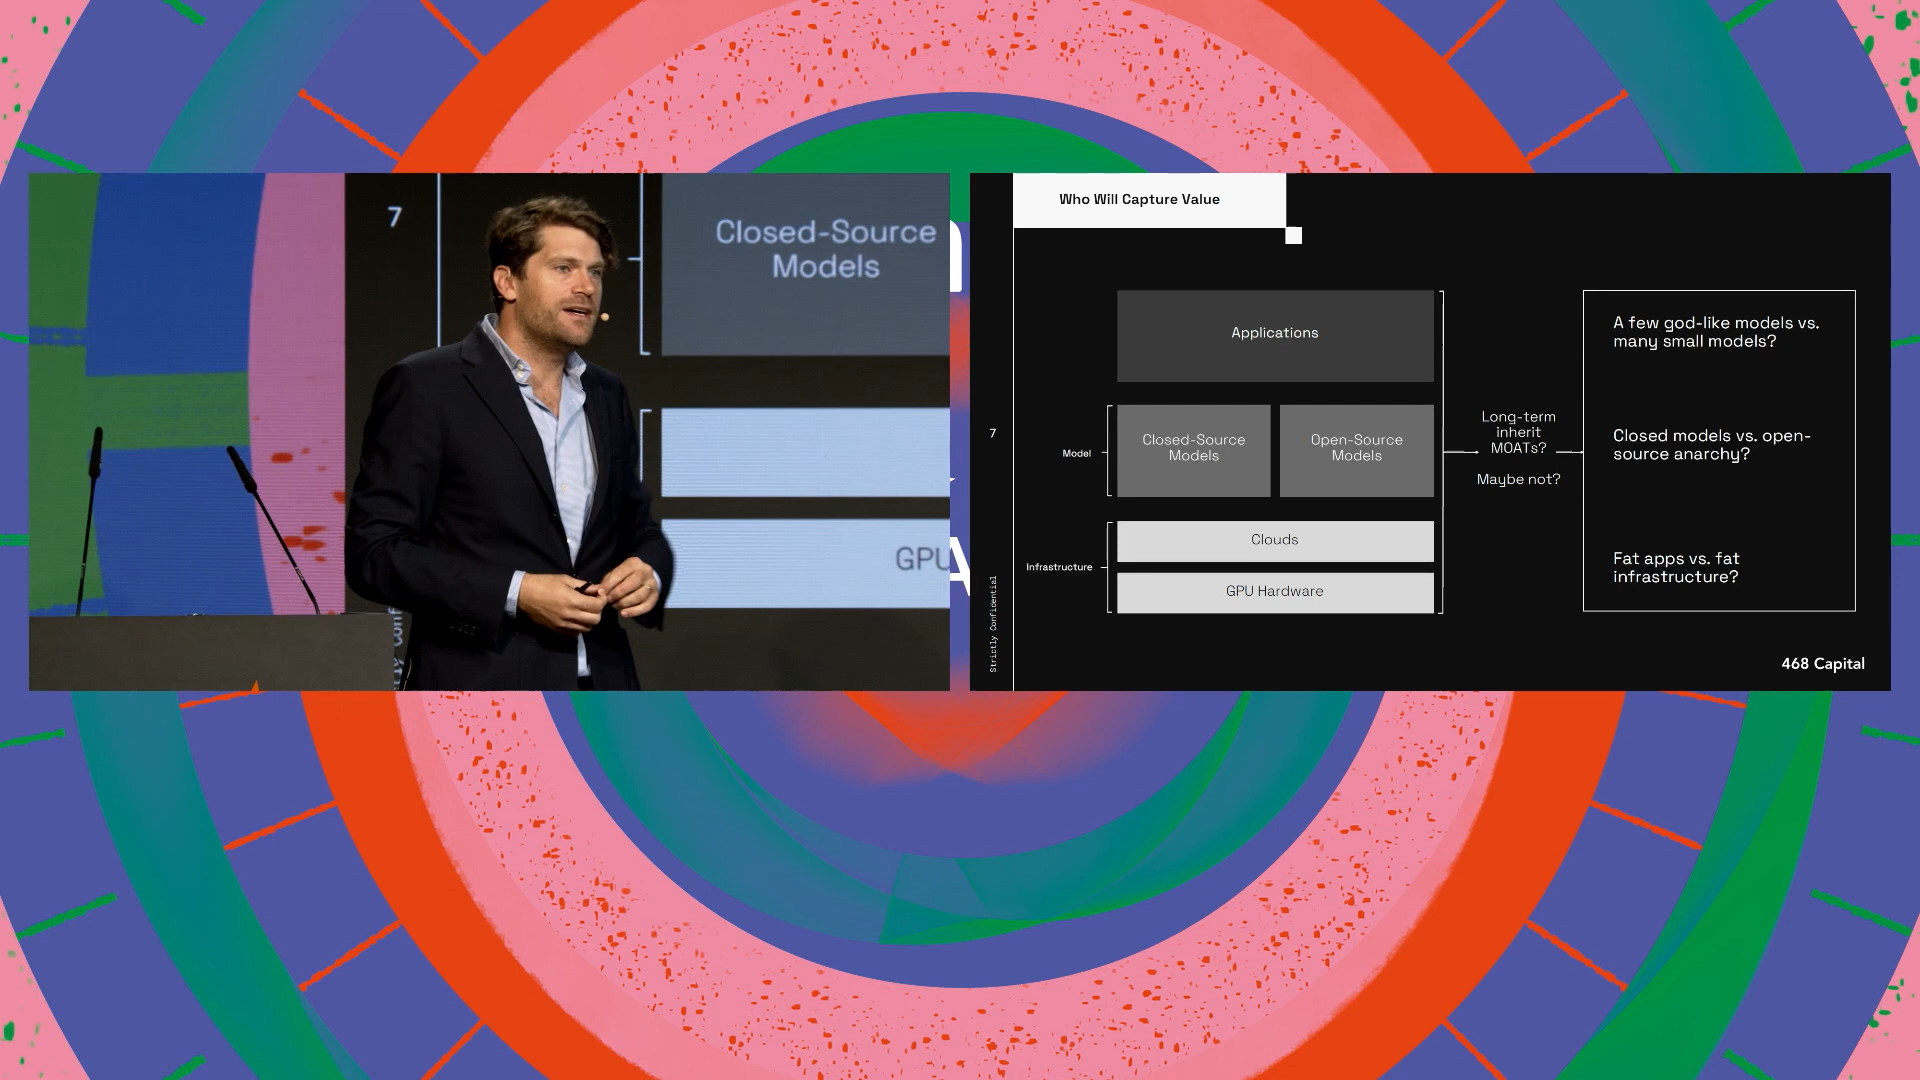 7
Closed-Source
Models
GPU
Who Will Capture Value
Applications
Model
Closed-Source
Models
Open-Source
Models
Infrastructure
Clouds
GPU Hardware
Long-term
inherit
MOATs?
Maybe not?
A few god-like models vs.
many small models?
Closed models vs. open-
source anarchy?
Fat apps vs. fat
infrastructure?
7
Strictly Confidential
468 Capital